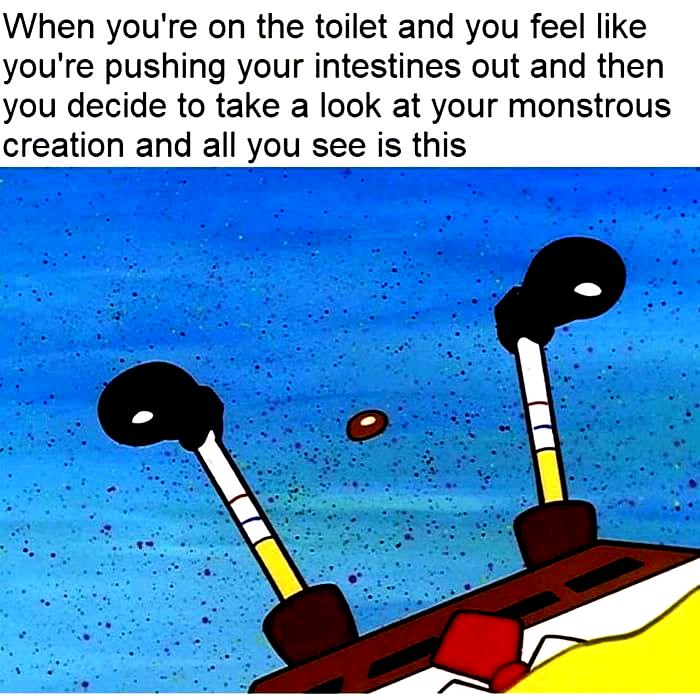 When you're on the toilet and you feel like
you're pushing your intestines out and then
you decide to take a look at your monstrous
creation and all you see is this